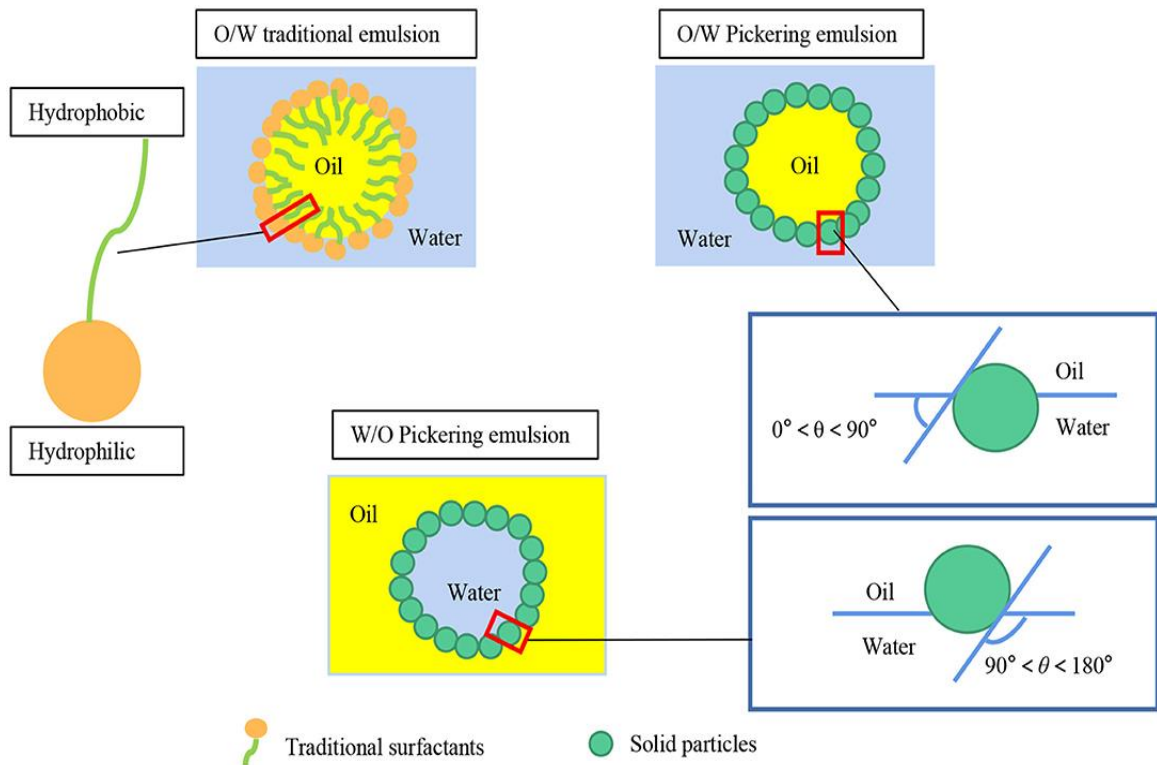 O/W traditional emulsion
O/W Pickering emulsion
Hydrophobic
Oil
Water
Oil
Water
Hydrophilic
Oil
Water
0° < θ < 90°
W/O Pickering emulsion
Oil
Water
Oil
Water
90° < θ < 180°
Traditional surfactants
Solid particles